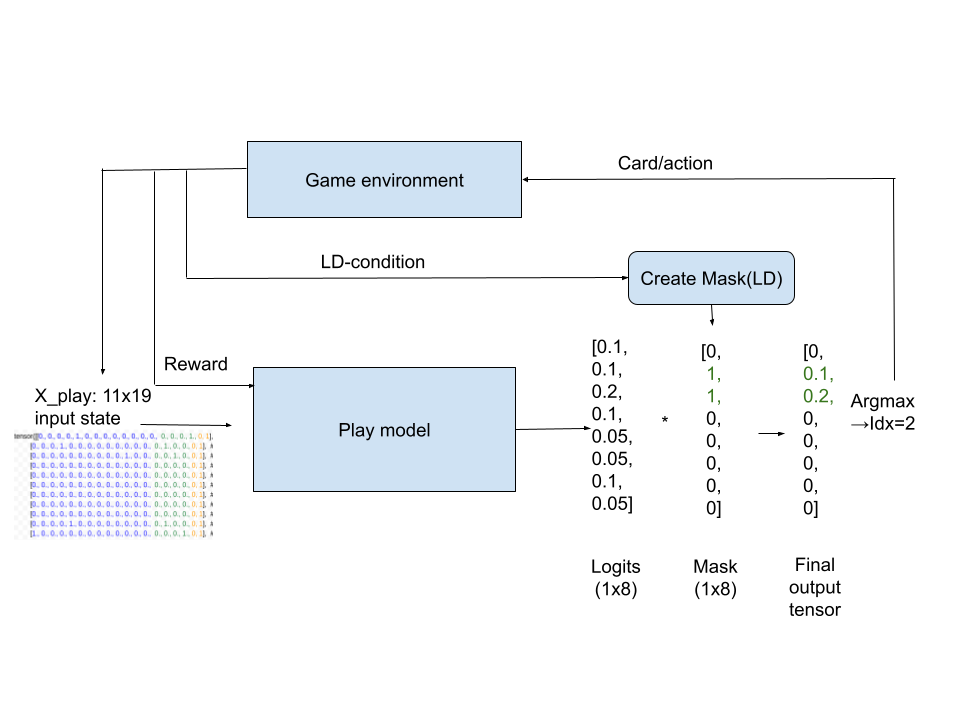 Card/action
Game environment
LD-condition
Create Mask(LD)
Reward
X_play: 11x19
input state
Play model
[0.1,
0.1,
0.2,
0.1,
0.05,
0.05,
0.1,
0.05]
*
[0,
1,
1,
0,
0,
0,
0,
0]
[0,
0.1,
0.2,
0,
0,
0,
0,
0]
Argmax
→Idx=2
Logits
(1x8)
Mask
(1x8)
Final
output
tensor